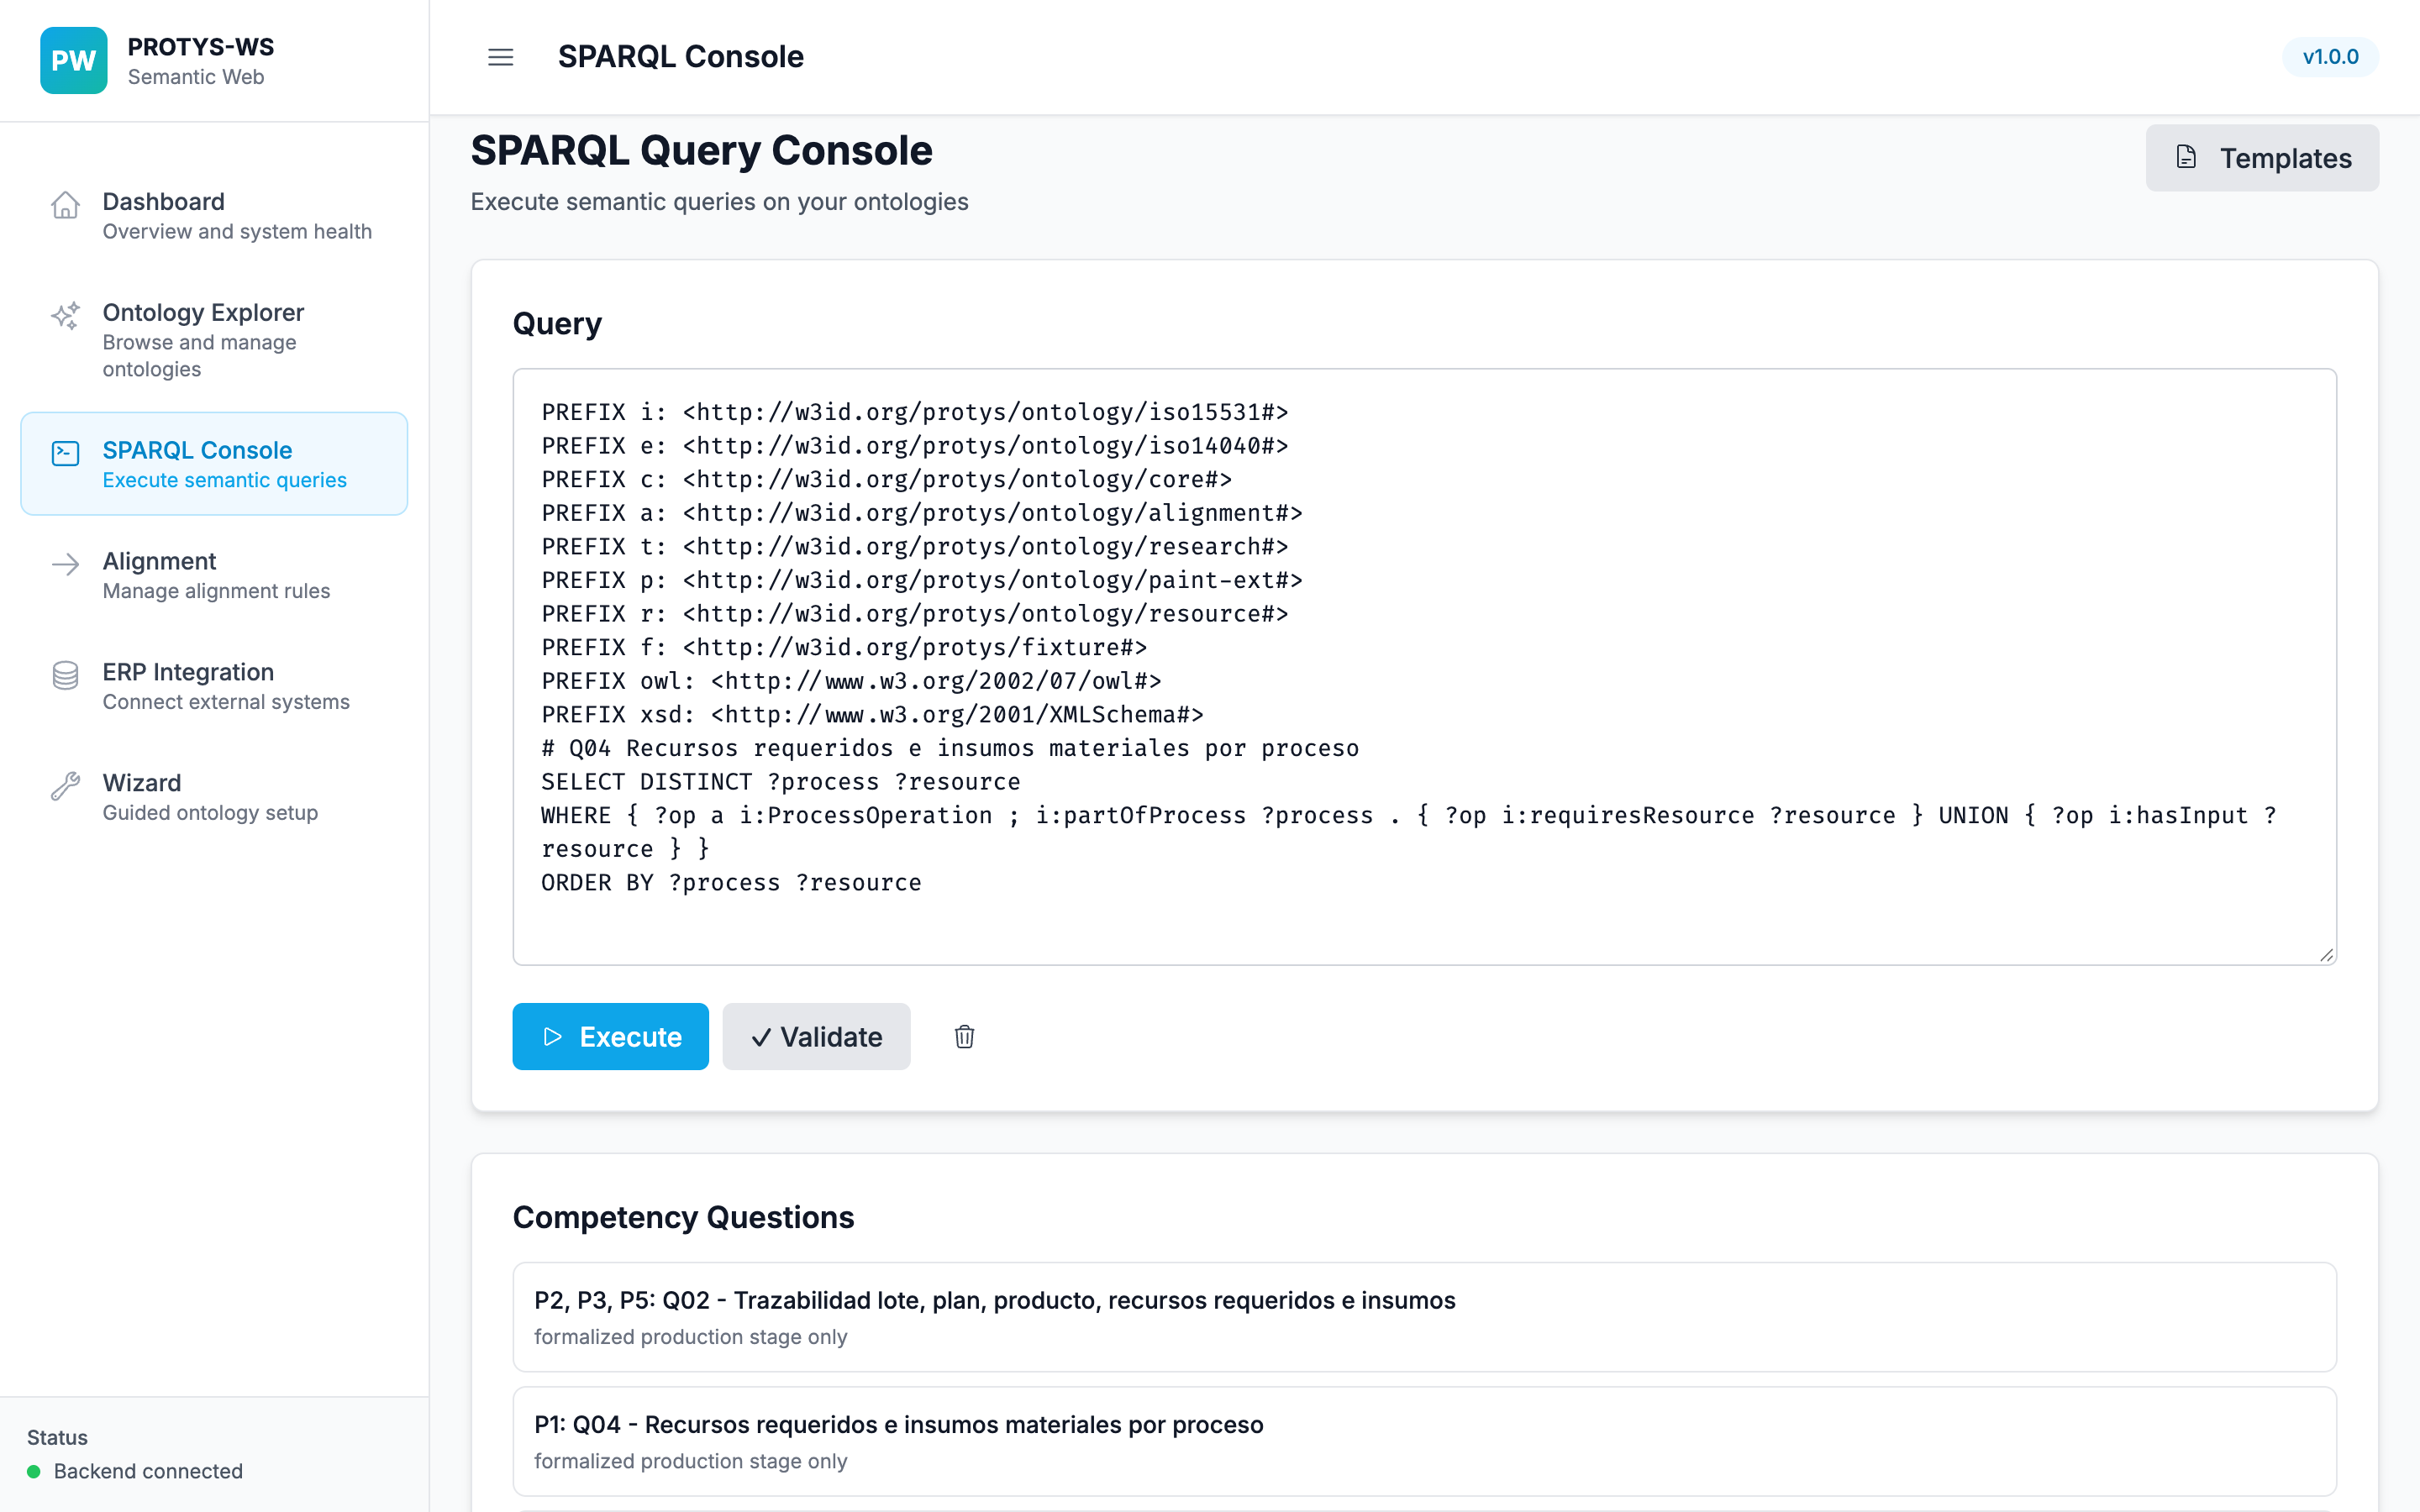 PW
PROTYS-WS
Semantic Web
SPARQL Console
v1.0.0
Dashboard
Overview and system health
Ontology Explorer
Browse and manage
ontologies
SPARQL Console
Execute semantic queries
Alignment
Manage alignment rules
ERP Integration
Connect external systems
Wizard
Guided ontology setup
Status
Backend connected
SPARQL Query Console
Execute semantic queries on your ontologies
Templates
Query
PREFIX i: <http://w3id.org/protys/ontology/iso15531#>
PREFIX e: <http://w3id.org/protys/ontology/iso14040#>
PREFIX c: <http://w3id.org/protys/ontology/core#>
PREFIX a: <http://w3id.org/protys/ontology/alignment#>
PREFIX t: <http://w3id.org/protys/ontology/research#>
PREFIX p: <http://w3id.org/protys/ontology/paint-ext#>
PREFIX r: <http://w3id.org/protys/ontology/resource#>
PREFIX f: <http://w3id.org/protys/fixture#>
PREFIX owl: <http://www.w3.org/2002/07/owl#>
PREFIX xsd: <http://www.w3.org/2001/XMLSchema#>
# Q04 Recursos requeridos e insumos materiales por proceso
SELECT DISTINCT ?process ?resource
WHERE { ?op a i:ProcessOperation ; i:partOfProcess ?process . { ?op i:requiresResource ?resource } UNION { ?op i:hasInput ?
resource } }
ORDER BY ?process ?resource
Execute
✓ Validate
Competency Questions
P2, P3, P5: Q02 - Trazabilidad lote, plan, producto, recursos requeridos e insumos
formalized production stage only
P1: Q04 - Recursos requeridos e insumos materiales por proceso
formalized production stage only